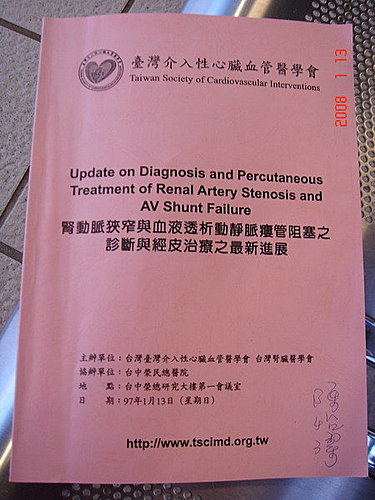 臺灣介入性心臟血管醫學會
Taiwan Society of Cardiovascular Interventions
2008 1 13
Update on Diagnosis and Percutaneous
Treatment of Renal Artery Stenosis and
AV Shunt Failure
腎動脈狹窄與血液透析動靜脈瘻管阻塞之
診斷與經皮治療之最新進展
主辦單位：台灣臺灣介入性心臟血管醫學會 台灣腎臟醫學會
協辦單位：台中榮民總醫院
地 點：台中榮總研究大樓第一會議室
日 期：97年1月13日（星期日）
http://www.tscimd.org.tw